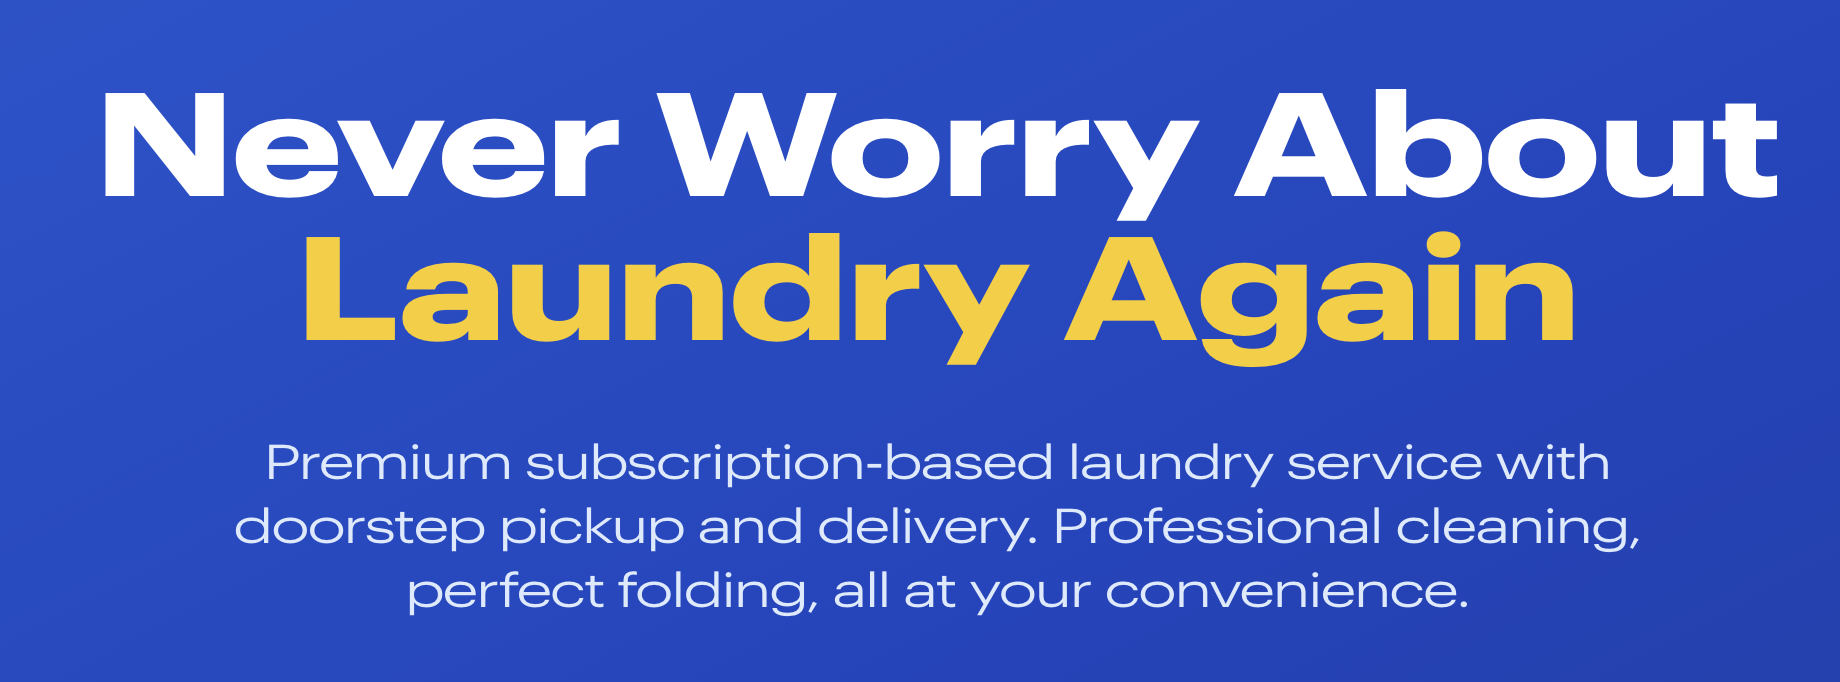 Never Worry About
Laundry Again
Premium subscription-based laundry service with
doorstep pickup and delivery. Professional cleaning,
perfect folding, all at your convenience.